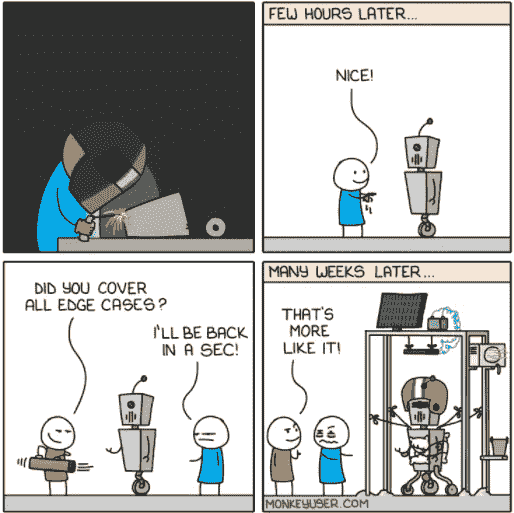 FEW HOURS LATER...
NICE!
DID YOU COVER
ALL EDGE CASES?
I'LL BE BACK
IN A SEC!
MANY WEEKS LATER...
THAT'S
MORE
LIKE IT!
MONKEYUSER.COM